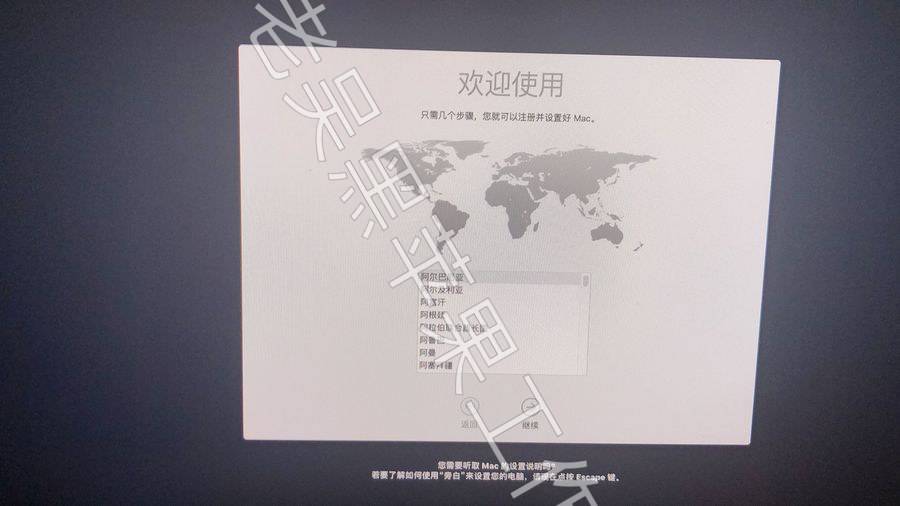 欢迎使用
只需几个步骤，您就可以注册并设置好 Mac。
阿尔巴尼亚
阿尔及利亚
阿富汗
阿根廷
阿拉伯联合酋长国
阿鲁巴
阿曼
阿塞拜疆
返回
继续
您需要听取 Mac 的设置说明吗？
若要了解如何使用“旁白”来设置您的电脑，请现在点按 Escape 键。
老吴黑苹果工作